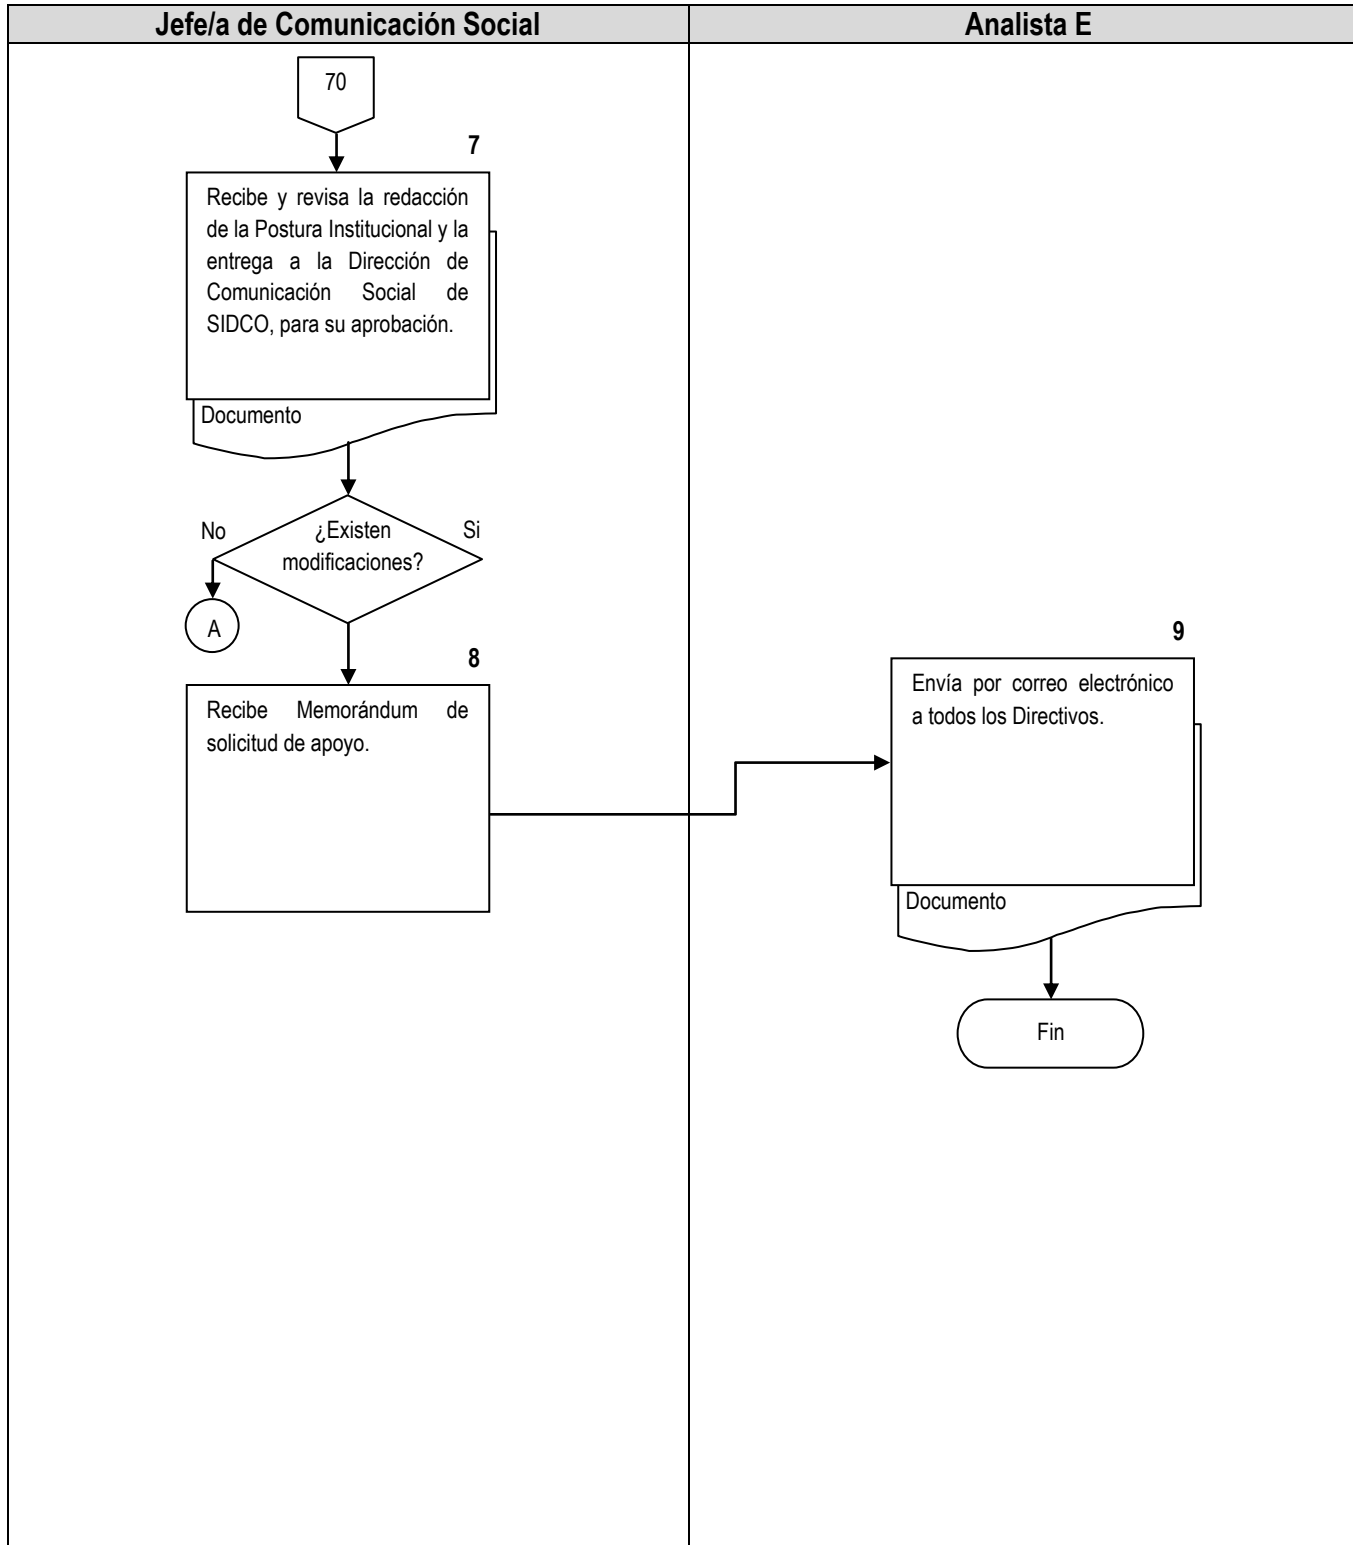 Jefe/a de Comunicación Social
Analista E
70
7
Recibe y revisa la redacción
de la Postura Institucional y la
entrega a la Dirección de
Comunicación Social de
SIDCO, para su aprobación.
Documento
No
¿Existen
modificaciones?
Si
A
8
Recibe Memorándum de
solicitud de apoyo.
9
Envía por correo electrónico
a todos los Directivos.
Documento
Fin